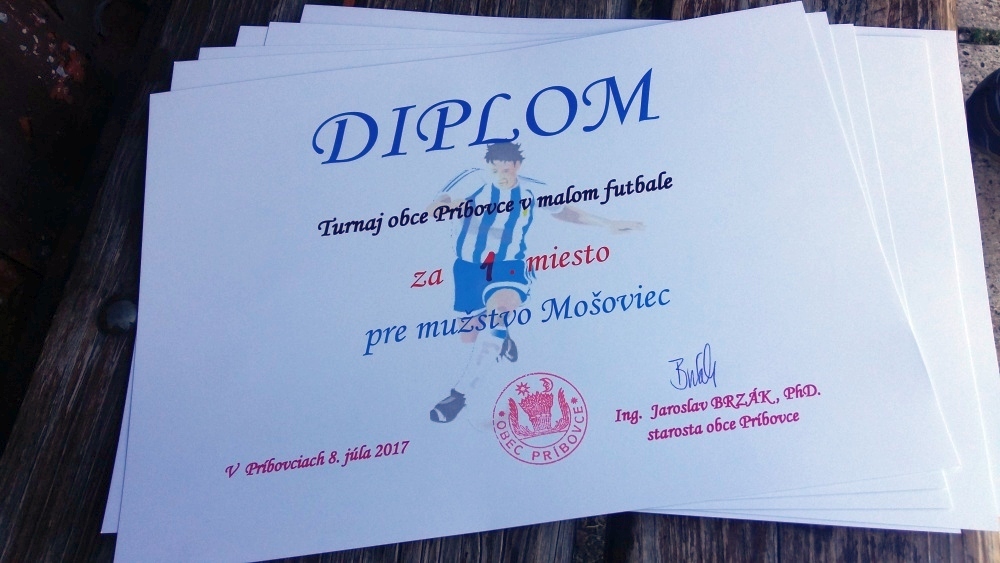 DIPLOM
Turnaj obce Príbovce v malom futbale
za 1. miesto
pre mužstvo Mošoviec
Ing. Jaroslav BRZÁK, PhD.
starosta obce Príbovce
OBEC PRÍBOVCE
V Príbovciach 8. júla 2017